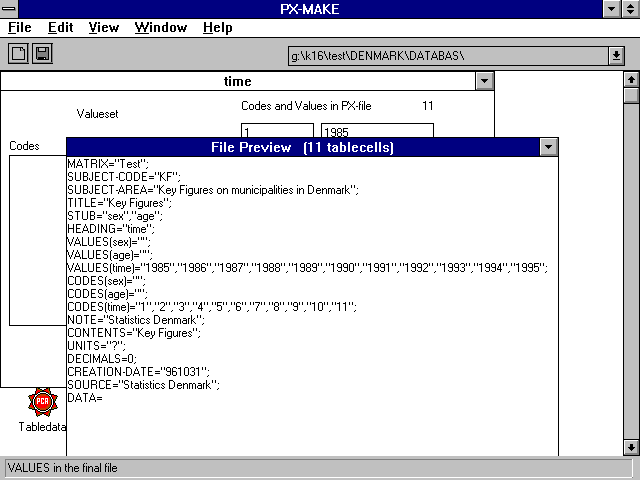 PX-MAKE
File Edit View Window Help
g:\k16\test\DENMARK\DATABAS\
time
Codes and Values in PX-file 11
Valueset
1 1985
Codes
File Preview (11 tablecells)
MATRIX="Test";
SUBJECT-CODE="KF";
SUBJECT-AREA="Key Figures on municipalities in Denmark";
TITLE="Key Figures";
STUB="sex","age";
HEADING="time";
VALUES(sex)="";
VALUES(age)="";
VALUES(time)="1985","1986","1987","1988","1989","1990","1991","1992","1993","1994","1995";
CODES(sex)="";
CODES(age)="";
CODES(time)="1","2","3","4","5","6","7","8","9","10","11";
NOTE="Statistics Denmark";
CONTENTS="Key Figures";
UNITS="?";
DECIMALS=0;
CREATION-DATE="961031";
SOURCE="Statistics Denmark";
DATA=
PCA
Tabledata
VALUES in the final file